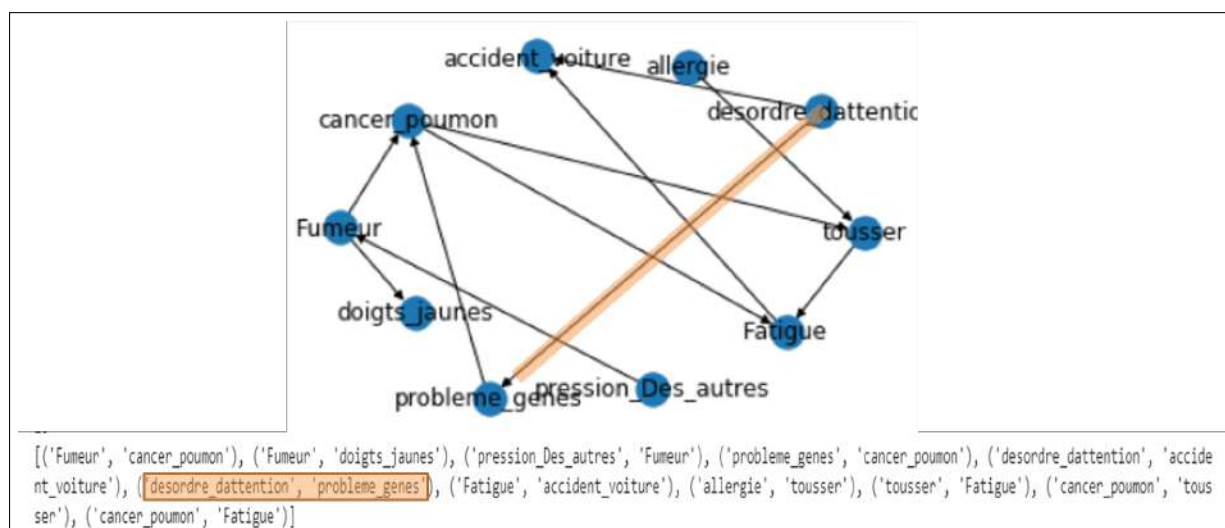 accident_voiture
allergie
desordre_dattentio
cancer_poumon
Fumeur
tousser
doigts_jaunes
Fatigue
probleme_genes
pression_Des_autres
[('Fumeur', 'cancer_poumon'), ('Fumeur', 'doigts_jaunes'), ('pression_Des_autres', 'Fumeur'), ('probleme_genes', 'cancer_poumon'), ('desordre_dattention', 'accide
nt_voiture'), ('desordre_dattention', 'probleme_genes'), ('Fatigue', 'accident_voiture'), ('allergie', 'tousser'), ('tousser', 'Fatigue'), ('cancer_poumon', 'tous
ser'), ('cancer_poumon', 'Fatigue')]